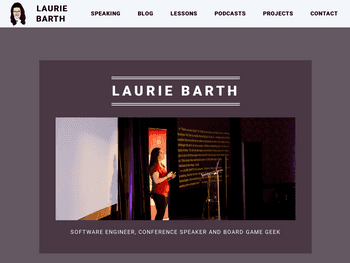 LAURIE
BARTH
SPEAKING BLOG LESSONS PODCASTS PROJECTS CONTACT
LAURIE BARTH
SOFTWARE ENGINEER, CONFERENCE SPEAKER AND BOARD GAME GEEK